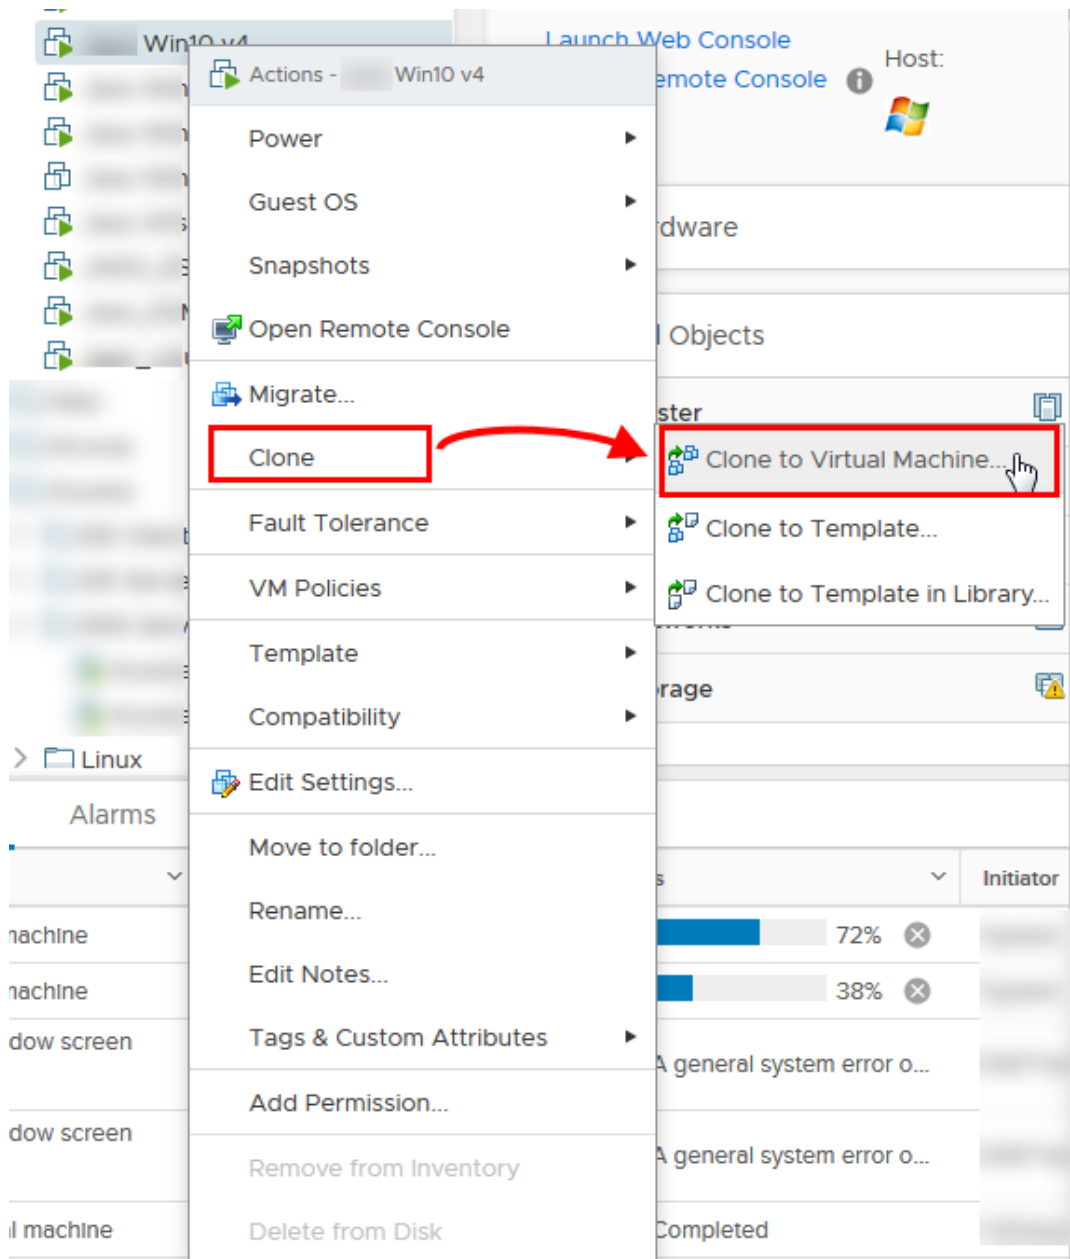 Win10 v4
Launch Web Console
emote Console
Host:
Actions -
Win10 v4
Power
Guest OS
Snapshots
Open Remote Console
Migrate...
Clone
Fault Tolerance
VM Policies
Template
Compatibility
Edit Settings...
Move to folder...
Rename...
Edit Notes...
Tags & Custom Attributes
Add Permission...
Remove from Inventory
Delete from Disk
Clone to Virtual Machine...
Clone to Template...
Clone to Template in Library...
dware
l Objects
ster
rage
Linux
Alarms
s
Initiator
machine
72%
machine
38%
dow screen
A general system error o...
dow screen
A general system error o...
l machine
Completed